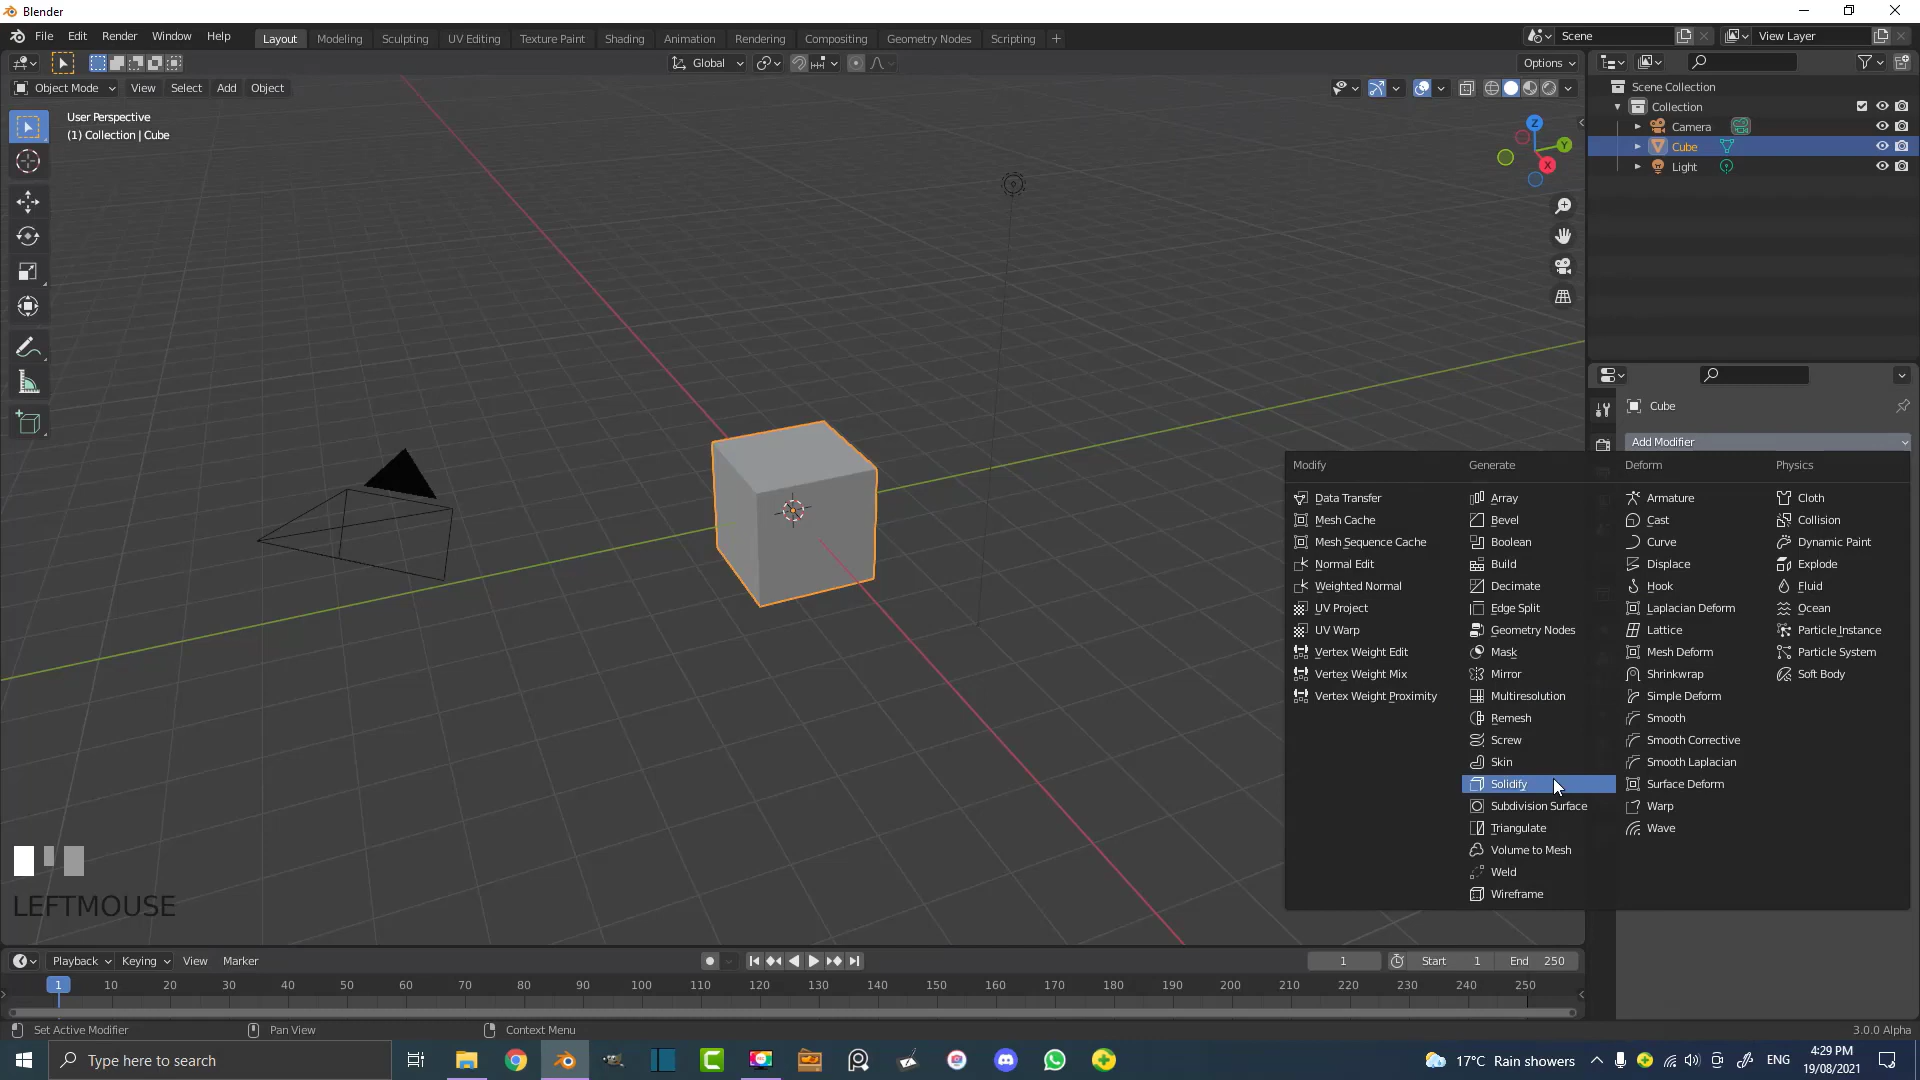 Blender
File Edit Render Window Help
Layout Modeling Sculpting UV Editing Texture Paint Shading Animation Rendering Compositing Geometry Nodes Scripting +
Scene View Layer
Global Options
Object Mode View Select Add Object
User Perspective
(1) Collection | Cube
Z
Y
X
Scene Collection
Collection
Camera
Cube
Light
Cube
Add Modifier
Modify
Data Transfer
Mesh Cache
Mesh Sequence Cache
Normal Edit
Weighted Normal
UV Project
UV Warp
Vertex Weight Edit
Vertex Weight Mix
Vertex Weight Proximity
Generate
Array
Bevel
Boolean
Build
Decimate
Edge Split
Geometry Nodes
Mask
Mirror
Multiresolution
Remesh
Screw
Skin
Solidify
Subdivision Surface
Triangulate
Volume to Mesh
Weld
Wireframe
Deform
Armature
Cast
Curve
Displace
Hook
Laplacian Deform
Lattice
Mesh Deform
Shrinkwrap
Simple Deform
Smooth
Smooth Corrective
Smooth Laplacian
Surface Deform
Warp
Wave
Physics
Cloth
Collision
Dynamic Paint
Explode
Fluid
Ocean
Particle Instance
Particle System
Soft Body
LEFTMOUSE
Playback Keying View Marker
1 Start 1 End 250
1 10 20 30 40 50 60 70 80 90 100 110 120 130 140 150 160 170 180 190 200 210 220 230 240 250
Set Active Modifier Pan View Context Menu 3.0.0 Alpha
Type here to search
17°C Rain showers ENG
4:29 PM
19/08/2021